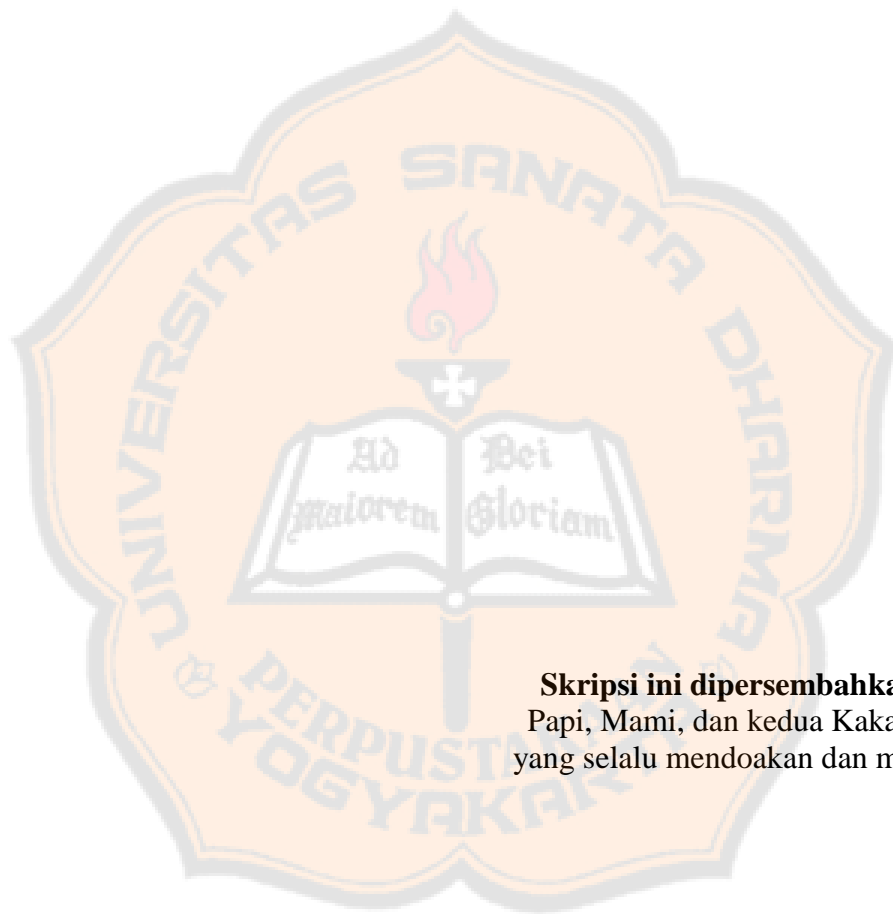 UNIVERSITAS SANATA DHARMA
Ad Dei
Maiorem Gloriam
PERPUSTAKAAN
YOGYAKARTA
Skripsi ini dipersembahka
Papi, Mami, dan kedua Kaka
yang selalu mendoakan dan m